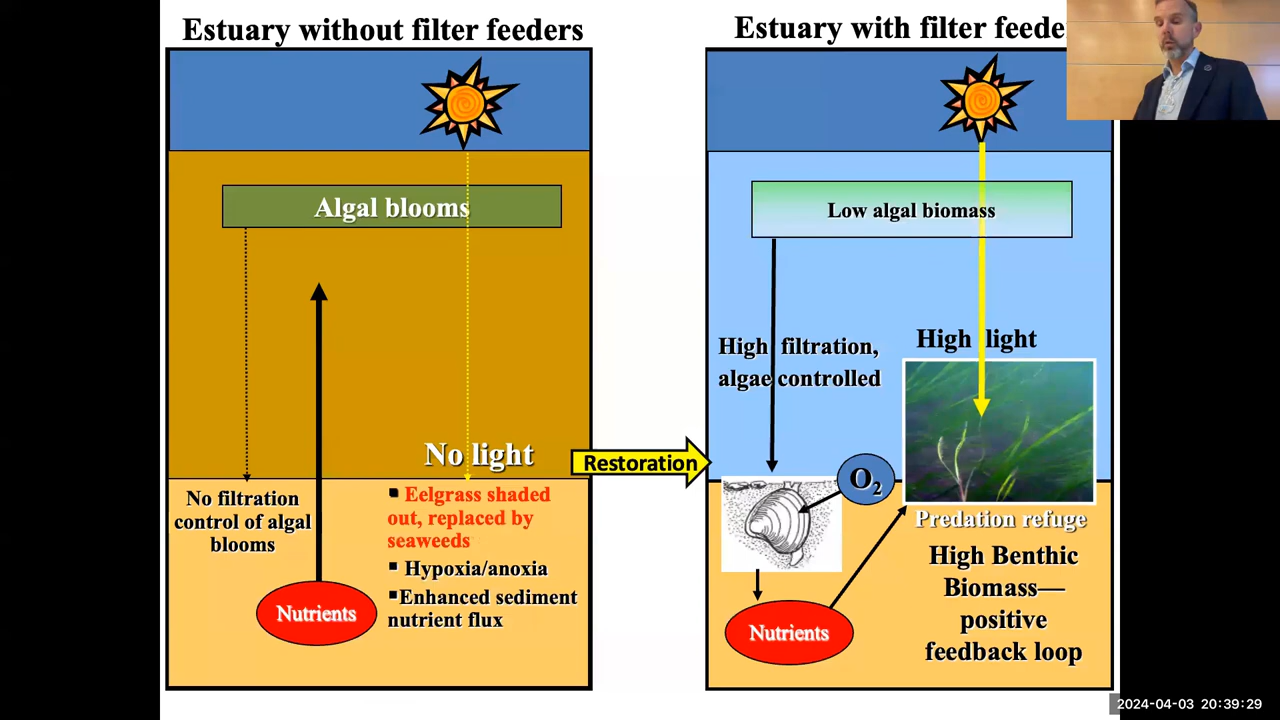 Estuary without filter feeders
Algal blooms
No light
No filtration
control of algal
blooms
Nutrients
▪ Eelgrass shaded
out, replaced by
seaweeds
▪ Hypoxia/anoxia
▪Enhanced sediment
nutrient flux
Restoration
Estuary with filter
Low algal biomass
High filtration,
algae controlled
High light
O₂
Predation refuge
Nutrients
High Benthic
Biomass—
positive
feedback loop
2024-04-03 20:39:29